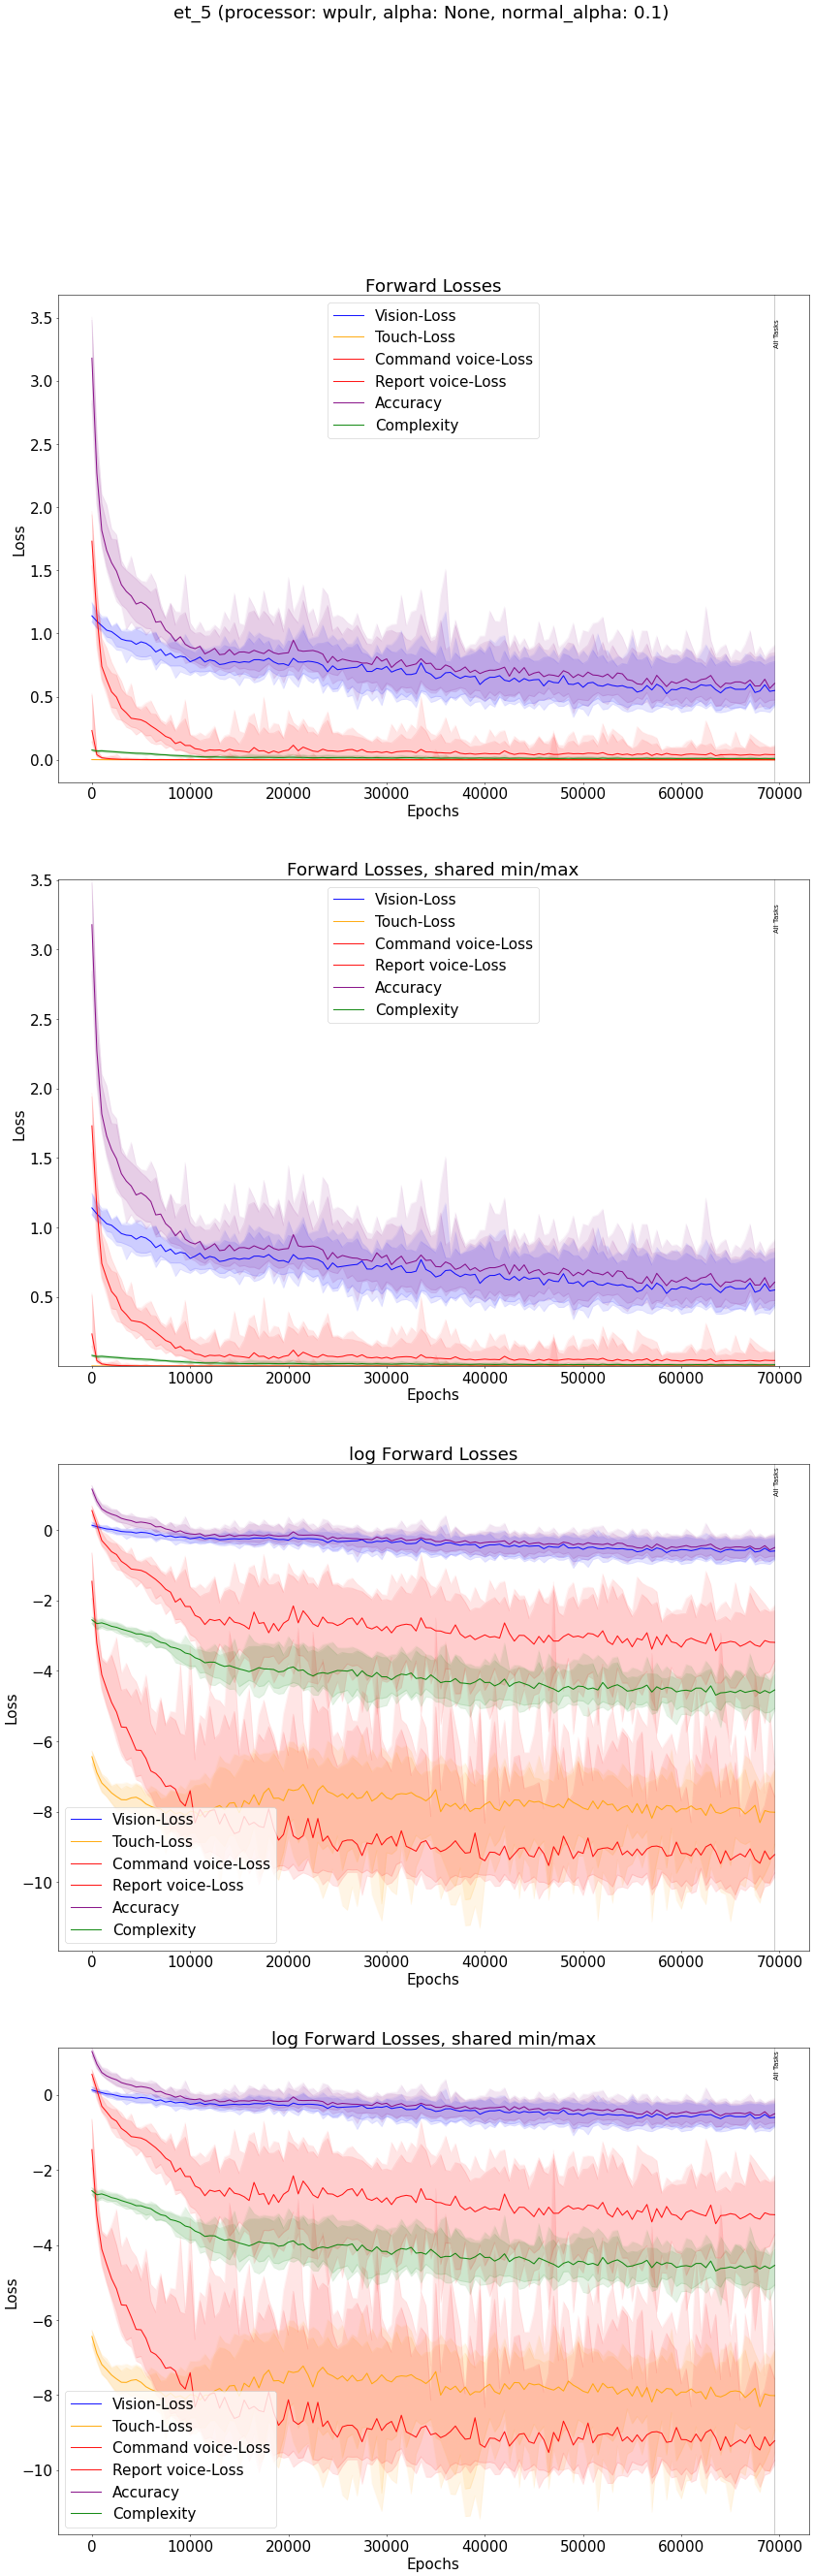 et_5 (processor: wpulr, alpha: None, normal_alpha: 0.1)
Forward Losses
3.5
3.0
2.5
2.0
1.5
1.0
0.5
0.0
Loss
Vision-Loss
Touch-Loss
Command voice-Loss
Report voice-Loss
Accuracy
Complexity
All Tasks
0 10000 20000 30000 40000 50000 60000 70000
Epochs
Forward Losses, shared min/max
3.5
3.0
2.5
2.0
1.5
1.0
0.5
Loss
Vision-Loss
Touch-Loss
Command voice-Loss
Report voice-Loss
Accuracy
Complexity
All Tasks
0 10000 20000 30000 40000 50000 60000 70000
Epochs
log Forward Losses
0
−2
−4
−6
−8
−10
Loss
Vision-Loss
Touch-Loss
Command voice-Loss
Report voice-Loss
Accuracy
Complexity
All Tasks
0 10000 20000 30000 40000 50000 60000 70000
Epochs
log Forward Losses, shared min/max
0
−2
−4
−6
−8
−10
Loss
Vision-Loss
Touch-Loss
Command voice-Loss
Report voice-Loss
Accuracy
Complexity
All Tasks
0 10000 20000 30000 40000 50000 60000 70000
Epochs